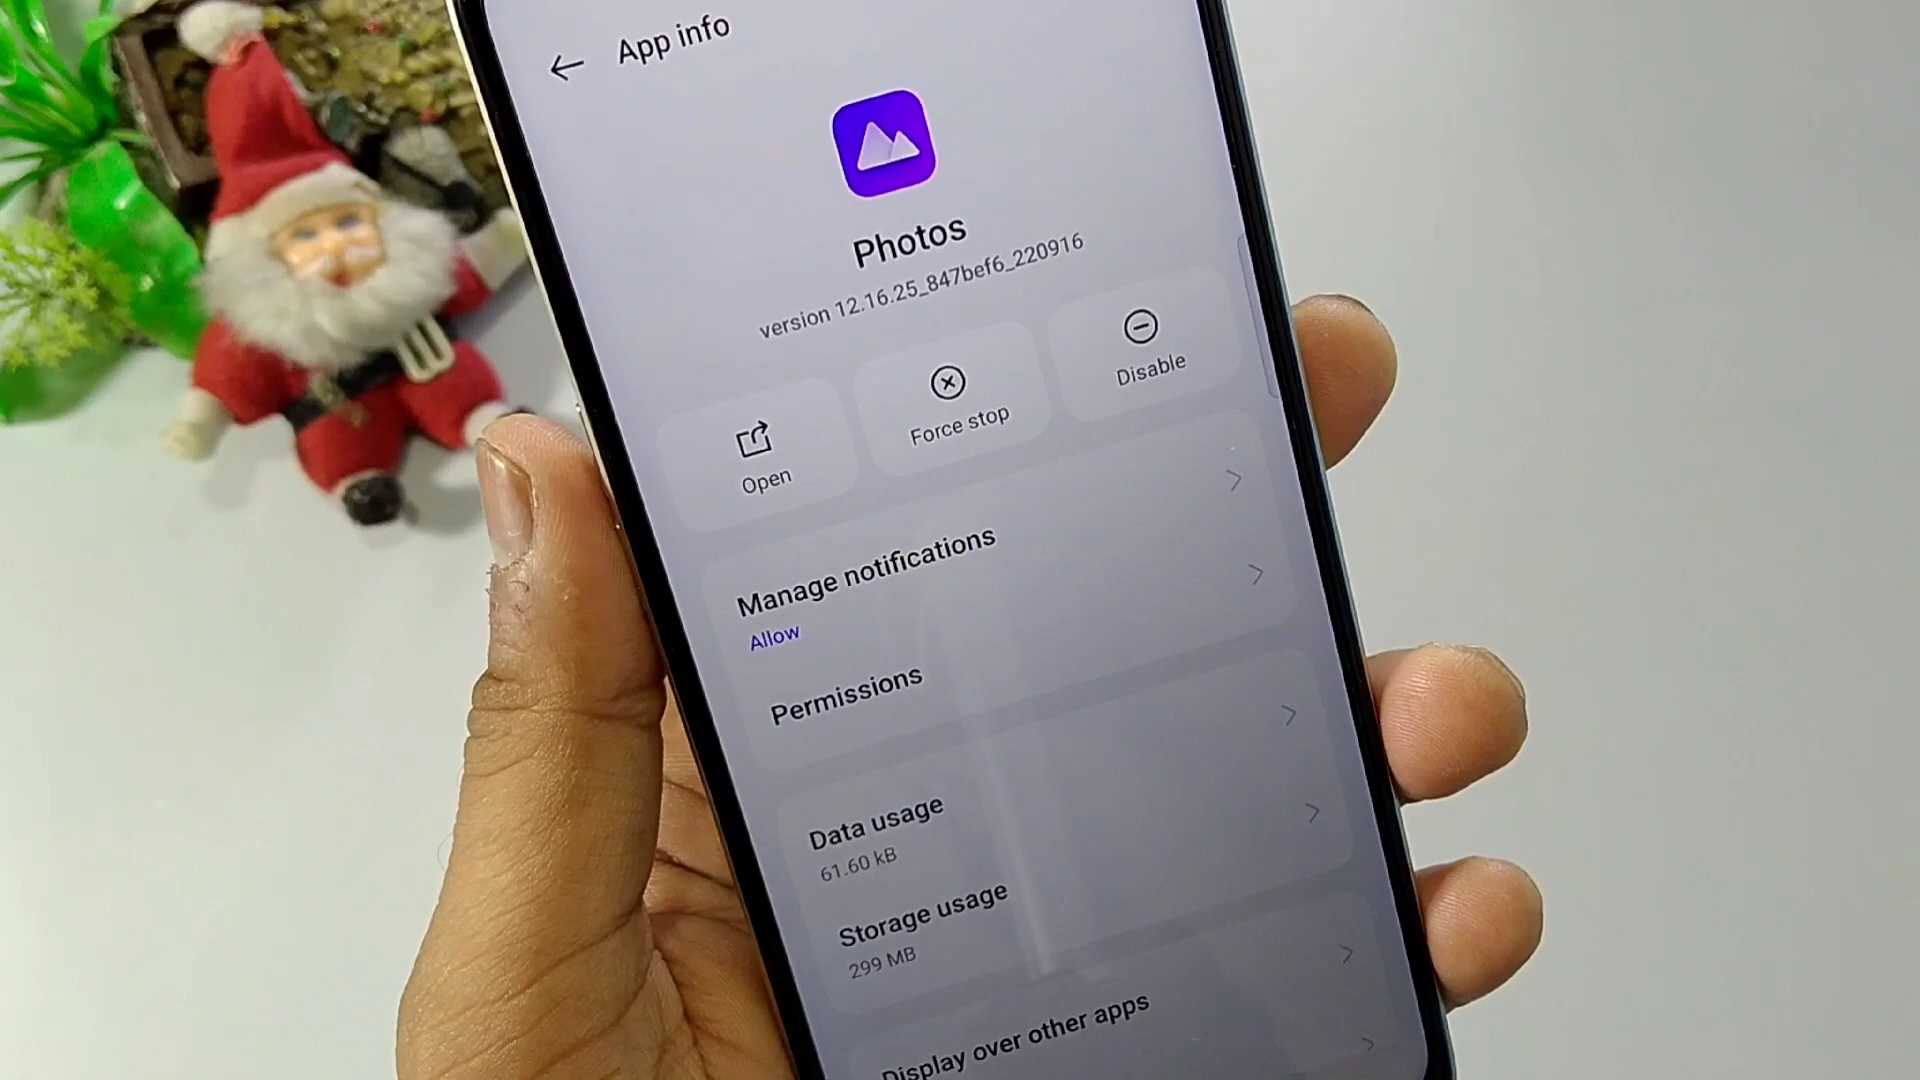 App info
Photos
version 12.16.25_847bef6_220916
Open
Force stop
Disable
Manage notifications
Allow
Permissions
Data usage
61.60 kB
Storage usage
299 MB
Display over other apps